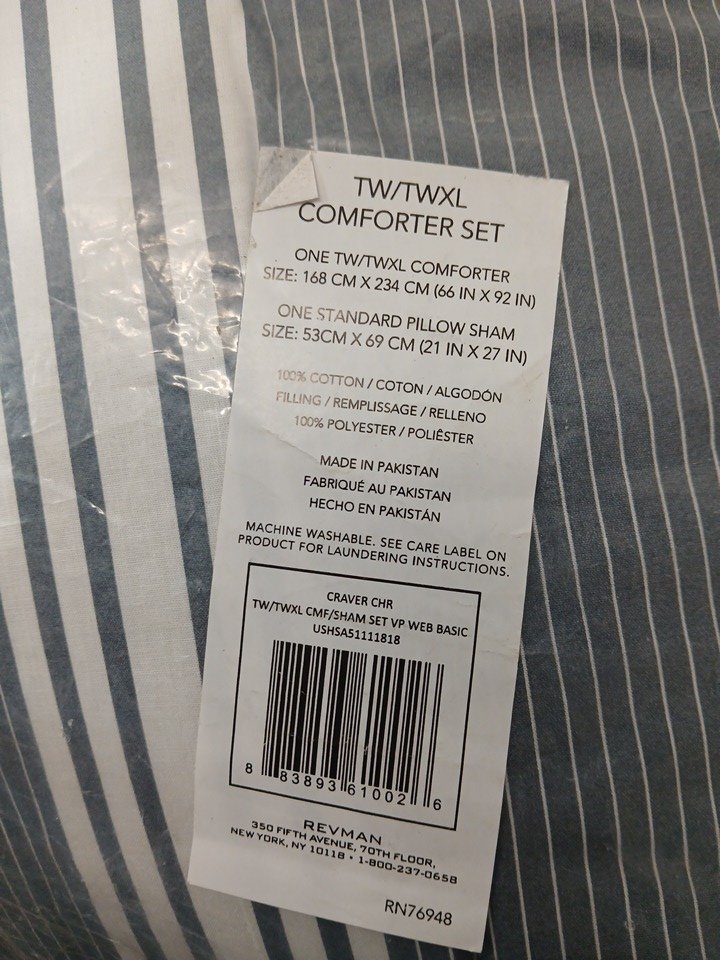 TW/TWXL
COMFORTER SET
ONE TW/TWXL COMFORTER
SIZE: 168 CM X 234 CM (66 IN X 92 IN)
ONE STANDARD PILLOW SHAM
SIZE: 53CM X 69 CM (21 IN X 27 IN)
100% COTTON / COTON / ALGODÓN
FILLING / REMPLISSAGE / RELLENO
100% POLYESTER / POLIÉSTER
MADE IN PAKISTAN
FABRIQUÉ AU PAKISTAN
HECHO EN PAKISTÁN
MACHINE WASHABLE. SEE CARE LABEL ON
PRODUCT FOR LAUNDERING INSTRUCTIONS.
CRAVER CHR
TW/TWXL CMF/SHAM SET VP WEB BASIC
USHSA51111818
8 83893 61002 6
REVMAN
350 FIFTH AVENUE, 70TH FLOOR,
NEW YORK, NY 10118 • 1-800-237-0658
RN76948